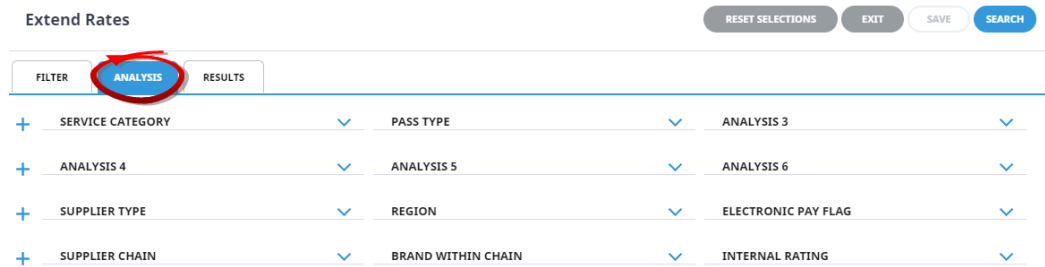 Extend Rates RESET SELECTIONS EXIT SAVE SEARCH
FILTER ANALYSIS RESULTS
SERVICE CATEGORY PASS TYPE ANALYSIS 3
ANALYSIS 4 ANALYSIS 5 ANALYSIS 6
SUPPLIER TYPE REGION ELECTRONIC PAY FLAG
SUPPLIER CHAIN BRAND WITHIN CHAIN INTERNAL RATING